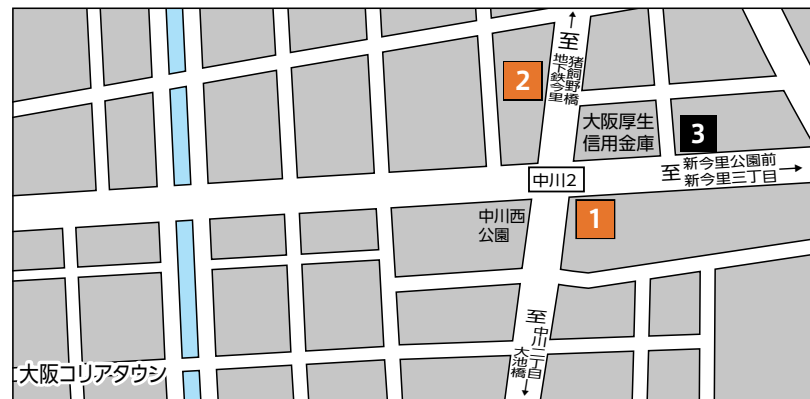 ↑
至
猪飼野橋
地下鉄今里
2
大阪厚生
信用金庫
3
至 新今里公園前
新今里三丁目 →
中川2
1
中川西
公園
至
中川二丁目
大池橋
↓
大阪コリアタウン